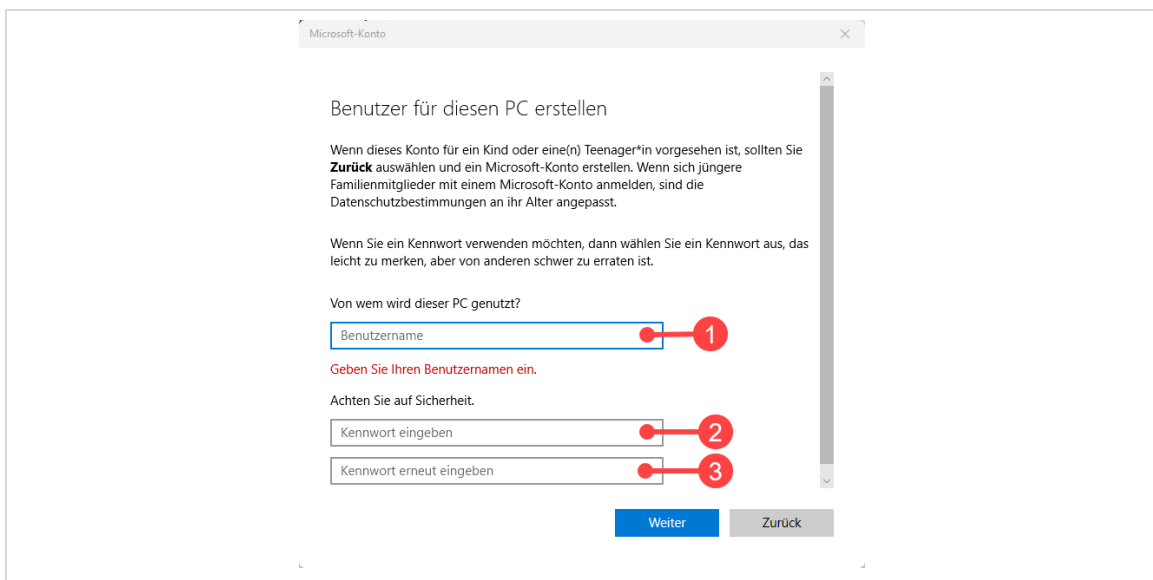 Microsoft-Konto
Benutzer für diesen PC erstellen
Wenn dieses Konto für ein Kind oder eine(n) Teenager*in vorgesehen ist, sollten Sie
Zurück auswählen und ein Microsoft-Konto erstellen. Wenn sich jüngere
Familienmitglieder mit einem Microsoft-Konto anmelden, sind die
Datenschutzbestimmungen an ihr Alter angepasst.
Wenn Sie ein Kennwort verwenden möchten, dann wählen Sie ein Kennwort aus, das
leicht zu merken, aber von anderen schwer zu erraten ist.
Von wem wird dieser PC genutzt?
Benutzername 1
Geben Sie Ihren Benutzernamen ein.
Achten Sie auf Sicherheit.
Kennwort eingeben 2
Kennwort erneut eingeben 3
Weiter Zurück